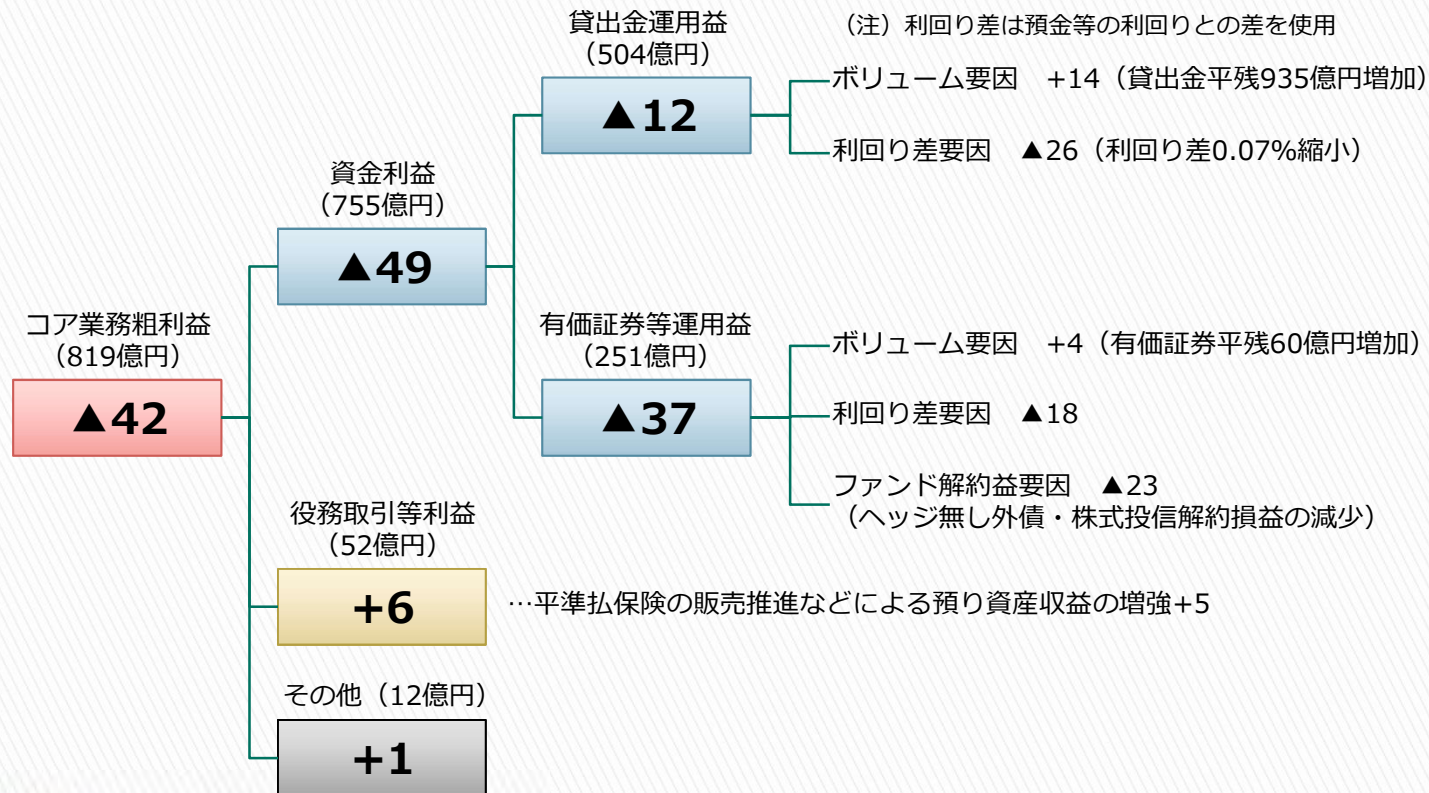 貸出金運用益
（504億円）
▲12
（注）利回り差は預金等の利回りとの差を使用
ボリューム要因　+14（貸出金平残935億円増加）
利回り差要因　▲26（利回り差0.07%縮小）
資金利益
（755億円）
▲49
コア業務粗利益
（819億円）
▲42
有価証券等運用益
（251億円）
▲37
ボリューム要因　+4（有価証券平残60億円増加）
利回り差要因　▲18
ファンド解約益要因　▲23
（ヘッジ無し外債・株式投信解約損益の減少）
役務取引等利益
（52億円）
+6
…平準払保険の販売推進などによる預り資産収益の増強+5
その他（12億円）
+1